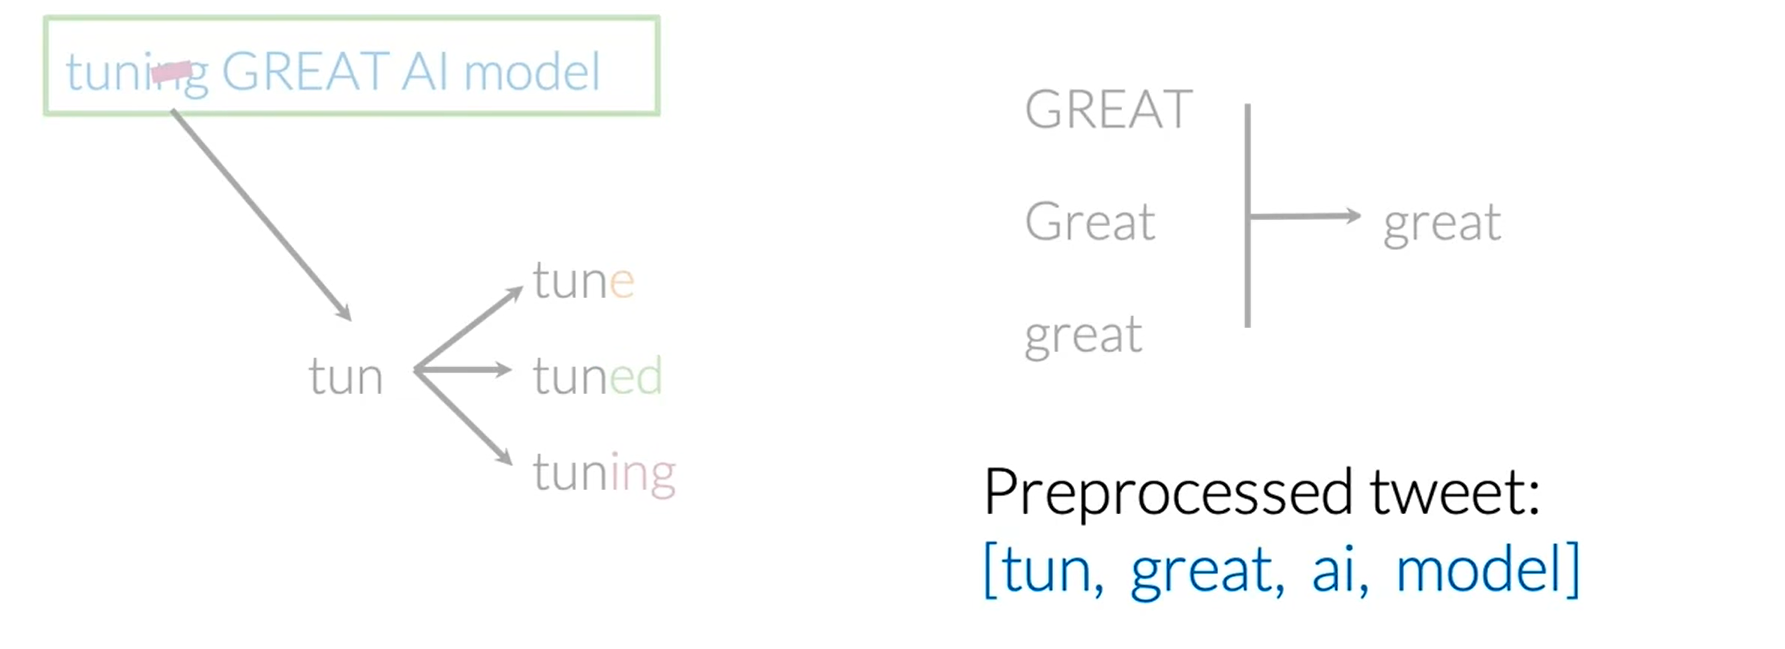 tuning GREAT AI model
tun
tune
tuned
tuning
GREAT
Great
great
great
Preprocessed tweet:
[tun, great, ai, model]